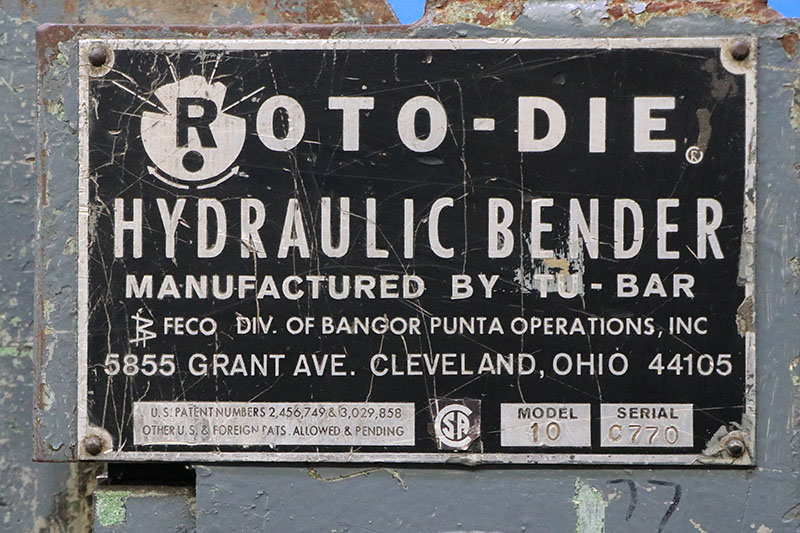 ROTO-DIE®
HYDRAULIC BENDER
MANUFACTURED BY TU-BAR
FECO DIV. OF BANGOR PUNTA OPERATIONS, INC
5855 GRANT AVE. CLEVELAND, OHIO 44105
U.S. PATENT NUMBERS 2,456,749 & 3,029,858
OTHER U.S. & FOREIGN PATS. ALLOWED & PENDING
CSA
MODEL
10
SERIAL
C770
77